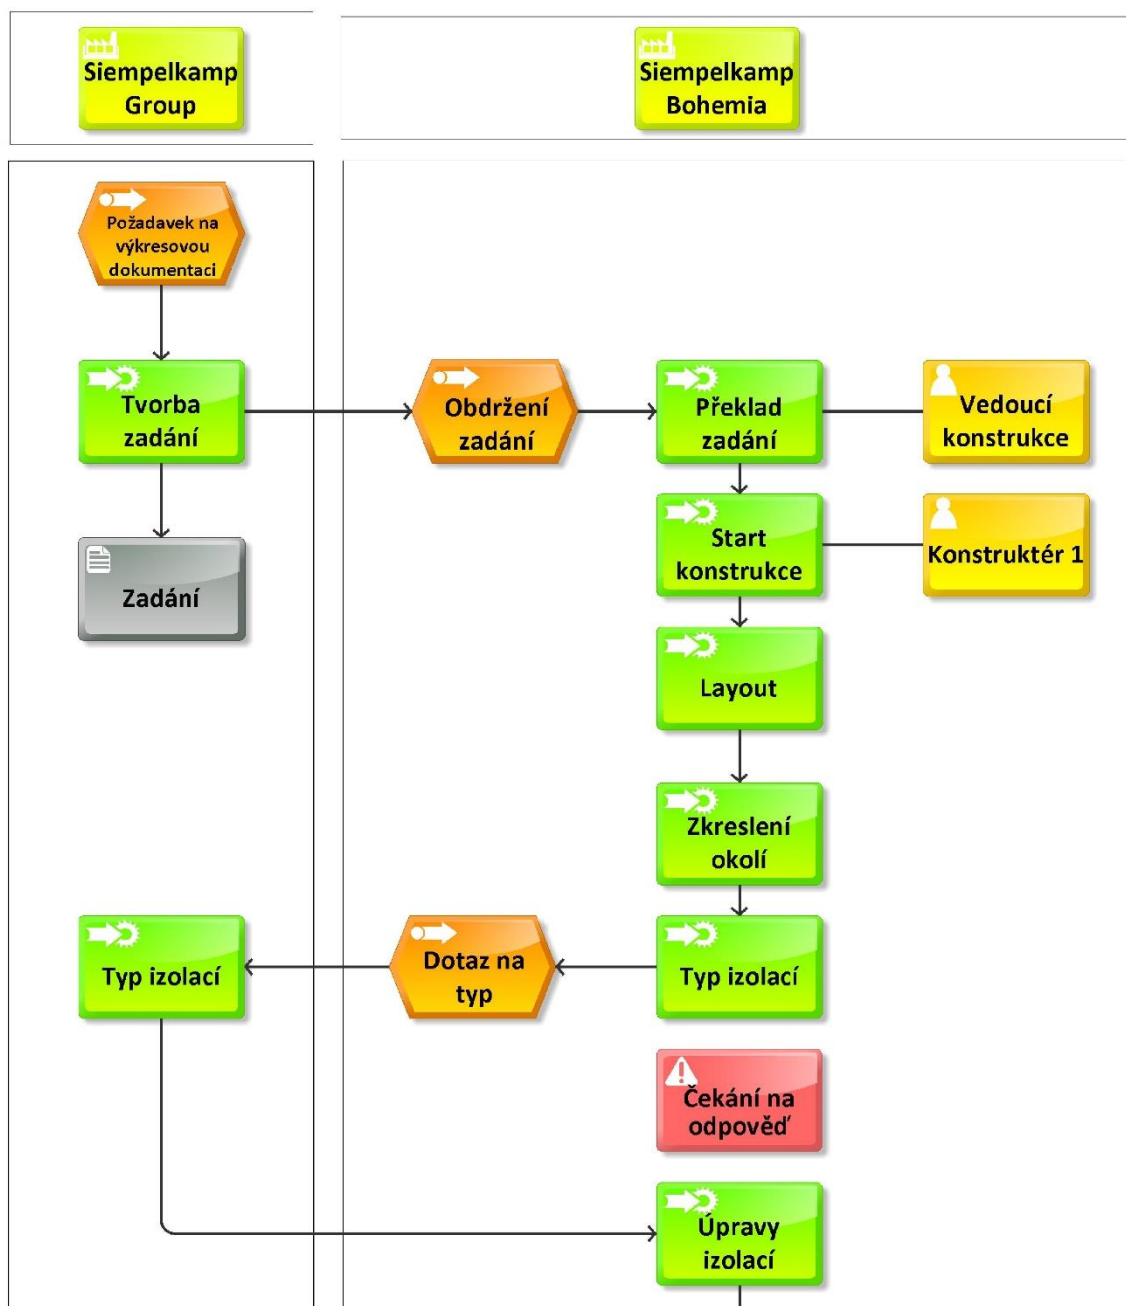 Siempelkamp
Group
Siempelkamp
Bohemia
Požadavek na
výkresovou
dokumentaci
Tvorba
zadání
Obdržení
zadání
Překlad
zadání
Vedoucí
konstrukce
Start
konstrukce
Konstruktér 1
Zadání
Layout
Zkreslení
okolí
Typ izolací
Dotaz na
typ
Typ izolací
Čekání na
odpověď
Úpravy
izolací